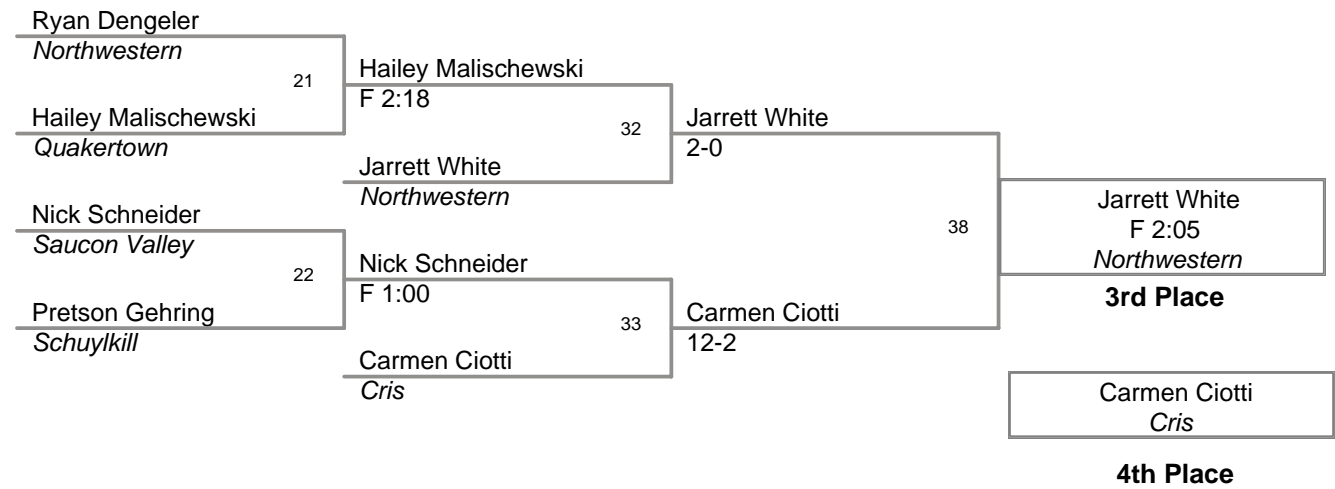 Ryan Dengeler
Northwestern
21
Hailey Malischewski
F 2:18
Hailey Malischewski
Quakertown
32
Jarrett White
2-0
Jarrett White
Northwestern
Nick Schneider
Saucon Valley
38
Jarrett White
F 2:05
Northwestern
3rd Place
22
Nick Schneider
F 1:00
Pretson Gehring
Schuylkill
33
Carmen Ciotti
12-2
Carmen Ciotti
Cris
Carmen Ciotti
Cris
4th Place